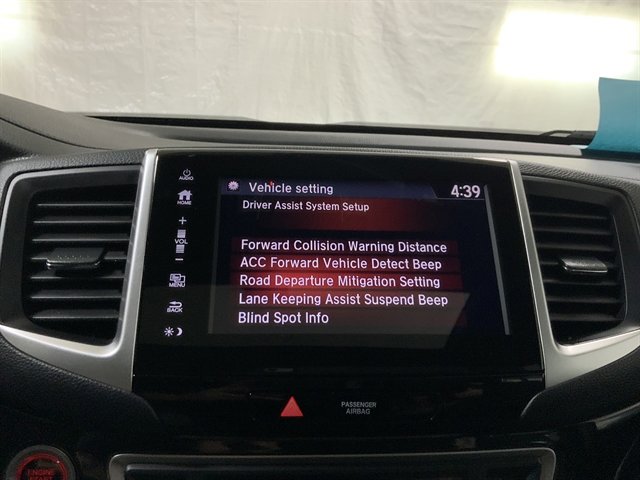 AUDIO
HOME
+
VOL
−
MENU
BACK
Vehicle setting
4:39
Driver Assist System Setup
Forward Collision Warning Distance
ACC Forward Vehicle Detect Beep
Road Departure Mitigation Setting
Lane Keeping Assist Suspend Beep
Blind Spot Info
PASSENGER
AIRBAG
ENGINE
START